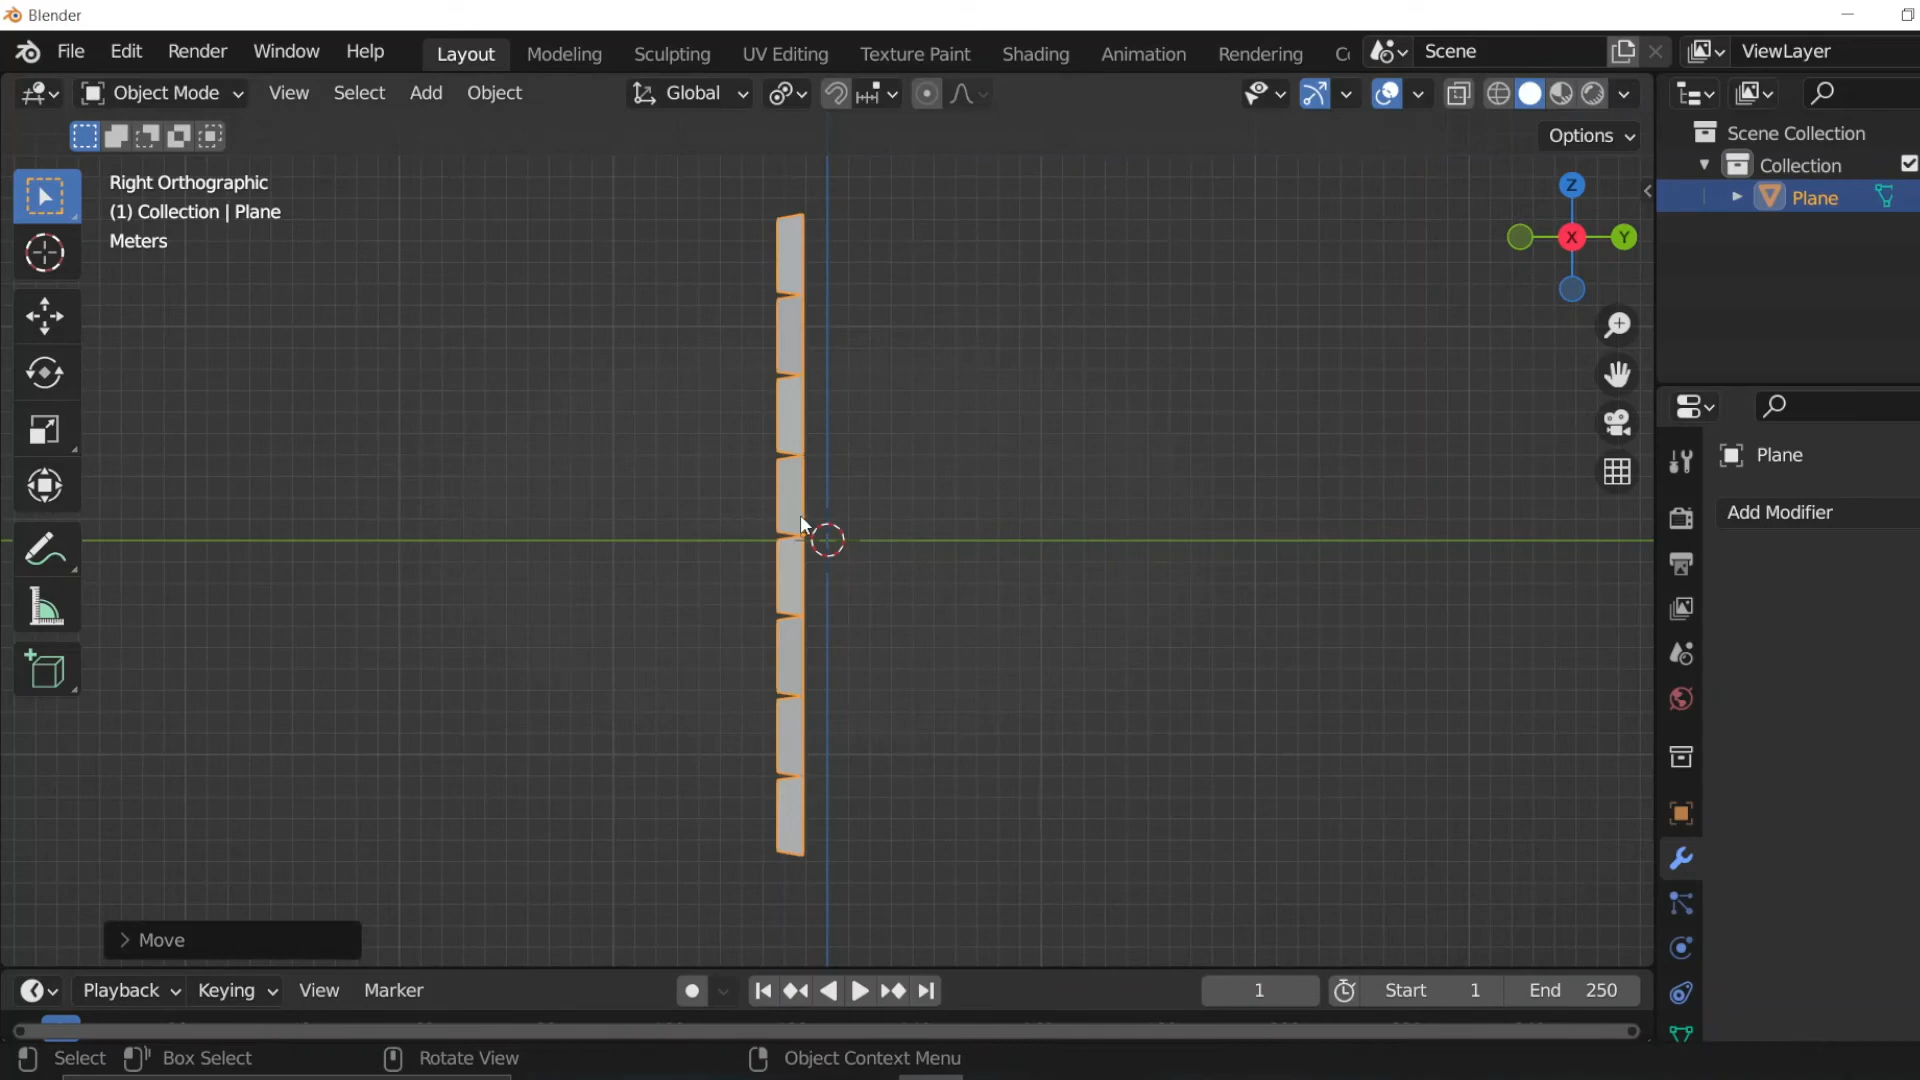 Blender
File Edit Render Window Help Layout Modeling Sculpting UV Editing Texture Paint Shading Animation Rendering Scene ViewLayer
Object Mode View Select Add Object Global
Options
Scene Collection
Collection
Plane
Right Orthographic
(1) Collection | Plane
Meters
Z
X Y
Plane
Add Modifier
Move
Playback Keying View Marker 1 Start 1 End 250
Select Box Select Rotate View Object Context Menu